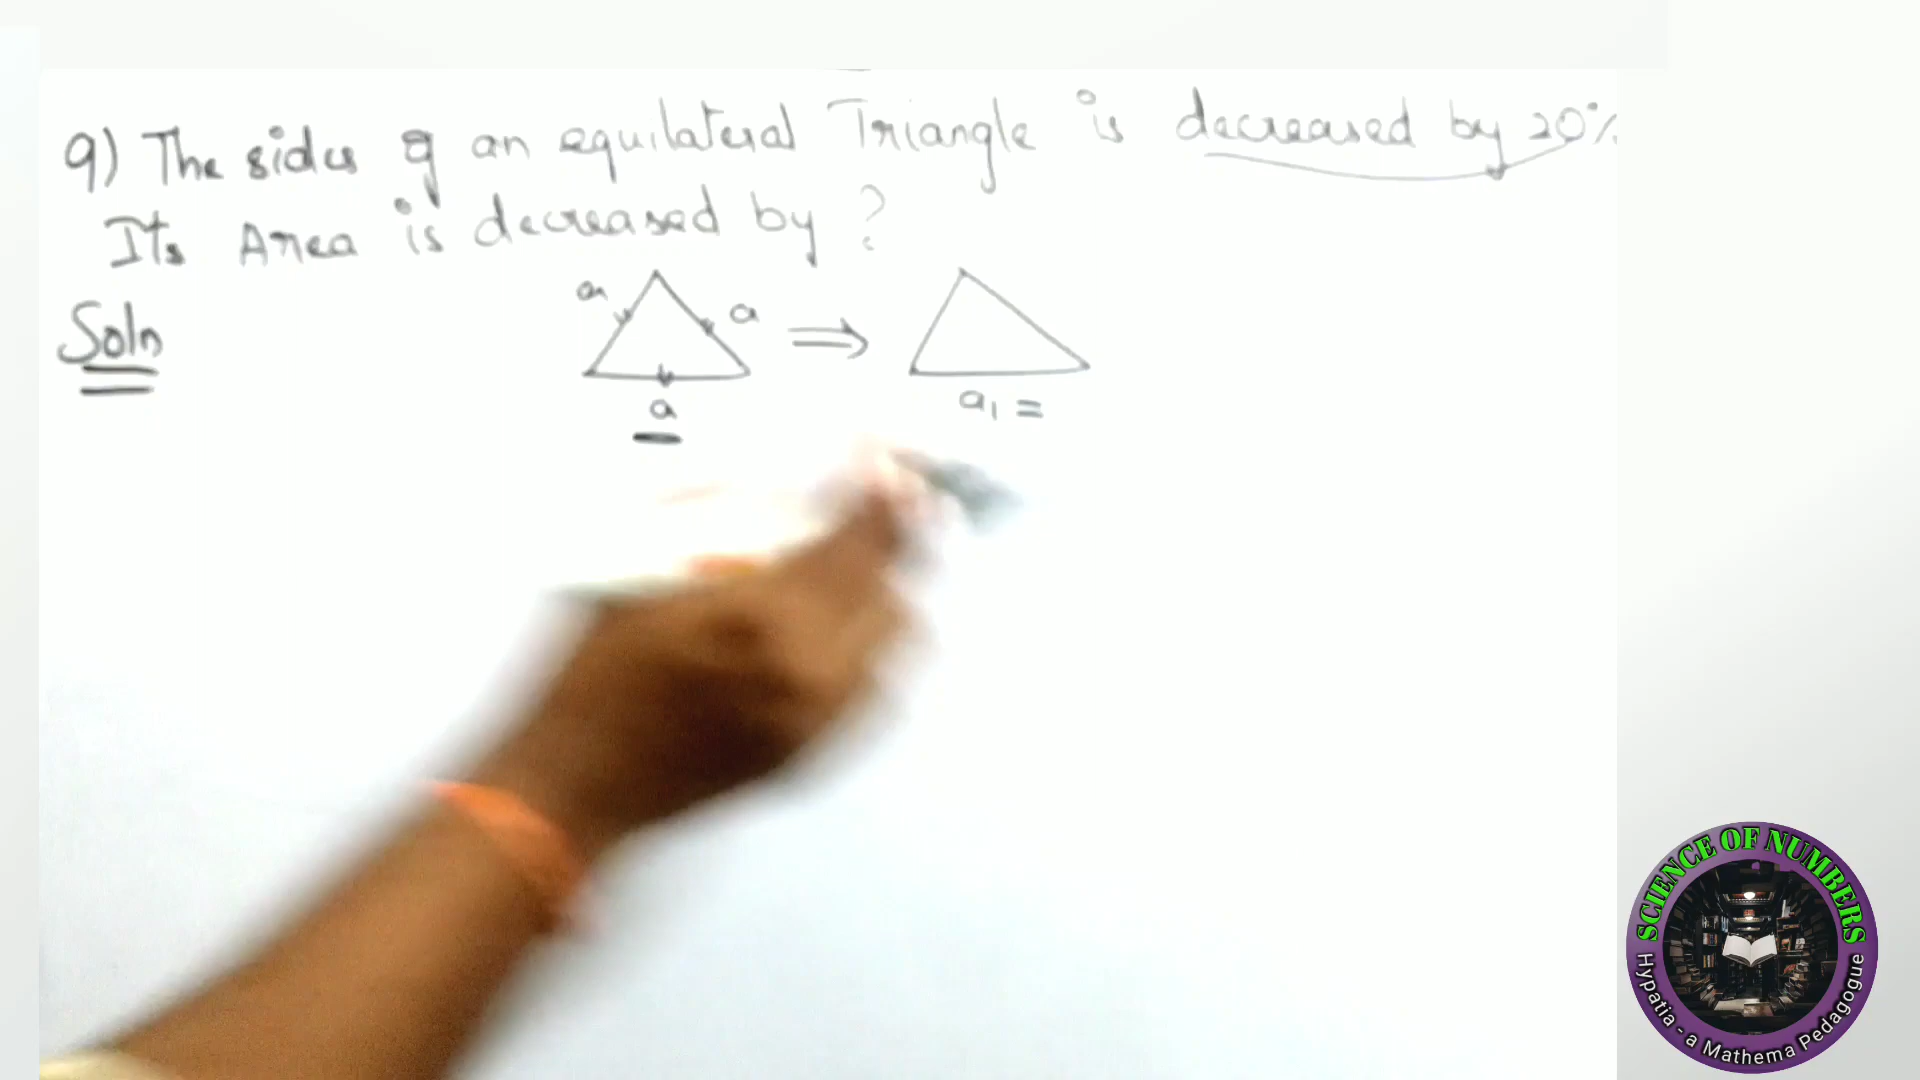 9) The sides of an equilateral Triangle is decreased by 20%
Its Area is decreased by ?
Soln
a
a
a
a₁ =
SCIENCE OF NUMBERS
Hypatia - a Mathema Pedagogue